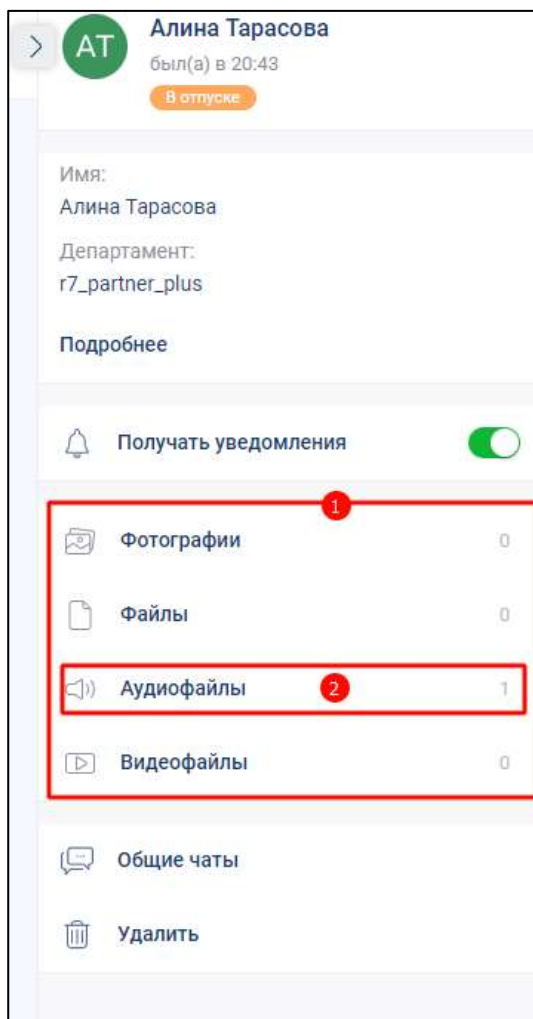 АТ
Алина Тарасова
был(а) в 20:43
В отпуске
Имя:
Алина Тарасова
Департамент:
r7_partner_plus
Подробнее
Получать уведомления
1
Фотографии 0
Файлы 0
Аудиофайлы 2 1
Видеофайлы 0
Общие чаты
Удалить